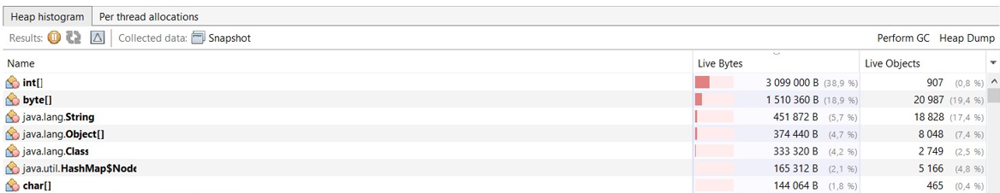 Heap histogram Per thread allocations
Results: Collected data: Snapshot Perform GC Heap Dump
Name Live Bytes Live Objects
int[] 3 099 000 B (38,9 %) 907 (0,8 %)
byte[] 1 510 360 B (18,9 %) 20 987 (19,4 %)
java.lang.String 451 872 B (5,7 %) 18 828 (17,4 %)
java.lang.Object[] 374 440 B (4,7 %) 8 048 (7,4 %)
java.lang.Class 333 320 B (4,2 %) 2 749 (2,5 %)
java.util.HashMap$Node 165 312 B (2,1 %) 5 166 (4,8 %)
char[] 144 064 B (1,8 %) 465 (0,4 %)